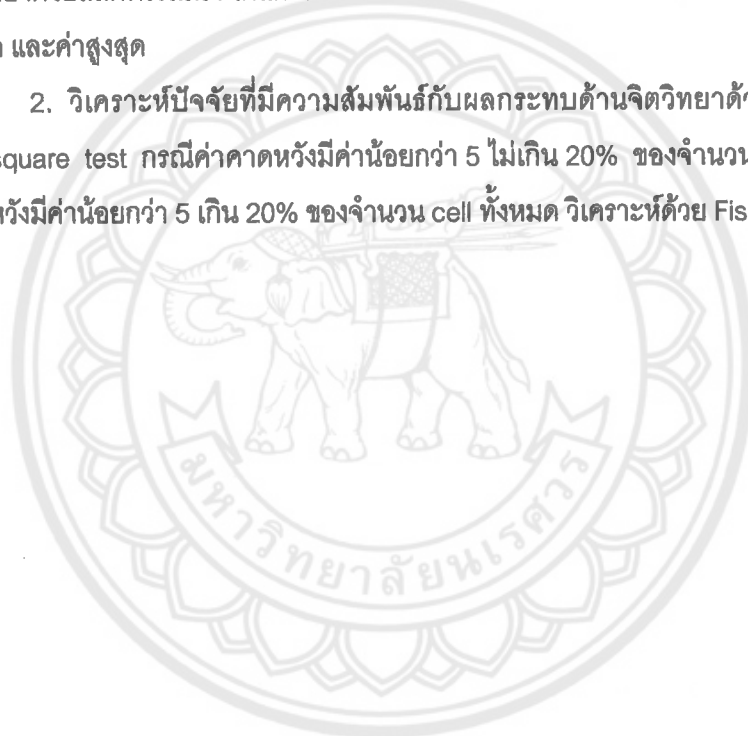 และค่าสูงสุด
2. วิเคราะห์ปัจจัยที่มีความสัมพันธ์กับผลกระทบด้านจิตวิทยาด้
square test กรณีค่าคาดหวังมีค่าน้อยกว่า 5 ไม่เกิน 20% ของจำนวน
หวังมีค่าน้อยกว่า 5 เกิน 20% ของจำนวน cell ทั้งหมด วิเคราะห์ด้วย Fis
มหาวิทยาลัยนเรศวร